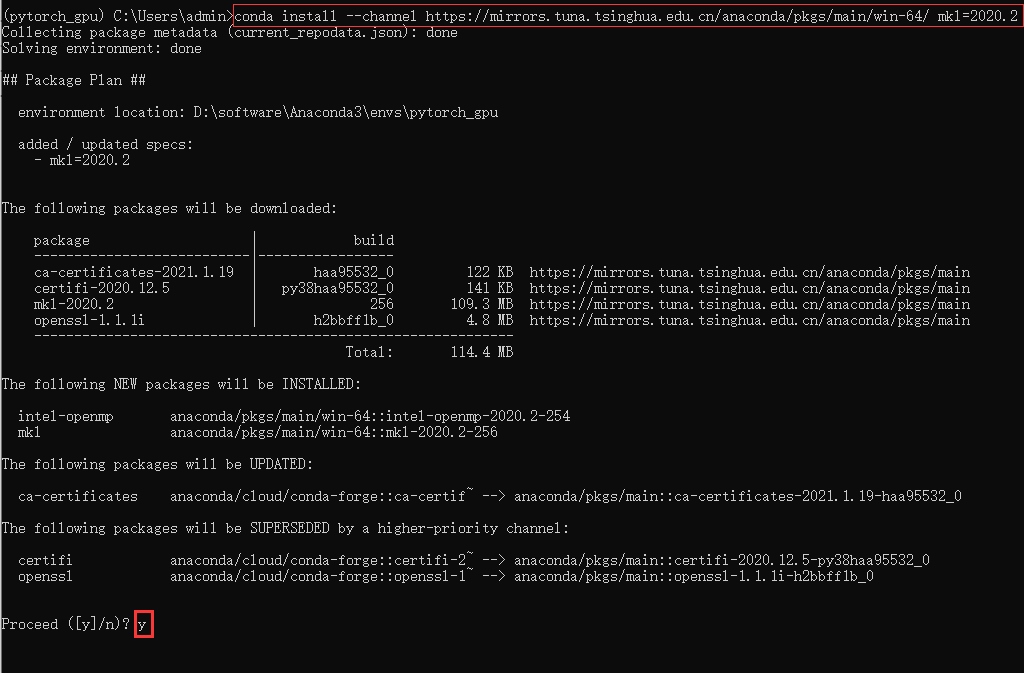 (pytorch_gpu) C:\Users\admin>conda install --channel https://mirrors.tuna.tsinghua.edu.cn/anaconda/pkgs/main/win-64/ mkl=2020.2
Collecting package metadata (current_repodata.json): done
Solving environment: done
## Package Plan ##
environment location: D:\software\Anaconda3\envs\pytorch_gpu
added / updated specs:
- mkl=2020.2
The following packages will be downloaded:
package | build
---------------------------|-----------------
ca-certificates-2021.1.19 | haa95532_0 122 KB https://mirrors.tuna.tsinghua.edu.cn/anaconda/pkgs/main
certifi-2020.12.5 | py38haa95532_0 141 KB https://mirrors.tuna.tsinghua.edu.cn/anaconda/pkgs/main
mkl-2020.2 | 256 109.3 MB https://mirrors.tuna.tsinghua.edu.cn/anaconda/pkgs/main
openssl-1.1.1i | h2bbff1b_0 4.8 MB https://mirrors.tuna.tsinghua.edu.cn/anaconda/pkgs/main
------------------------------------------------------------
Total: 114.4 MB
The following NEW packages will be INSTALLED:
intel-openmp anaconda/pkgs/main/win-64::intel-openmp-2020.2-254
mkl anaconda/pkgs/main/win-64::mkl-2020.2-256
The following packages will be UPDATED:
ca-certificates anaconda/cloud/conda-forge::ca-certif~ --> anaconda/pkgs/main::ca-certificates-2021.1.19-haa95532_0
The following packages will be SUPERSEDED by a higher-priority channel:
certifi anaconda/cloud/conda-forge::certifi-2~ --> anaconda/pkgs/main::certifi-2020.12.5-py38haa95532_0
openssl anaconda/cloud/conda-forge::openssl-1~ --> anaconda/pkgs/main::openssl-1.1.1i-h2bbff1b_0
Proceed ([y]/n)? y